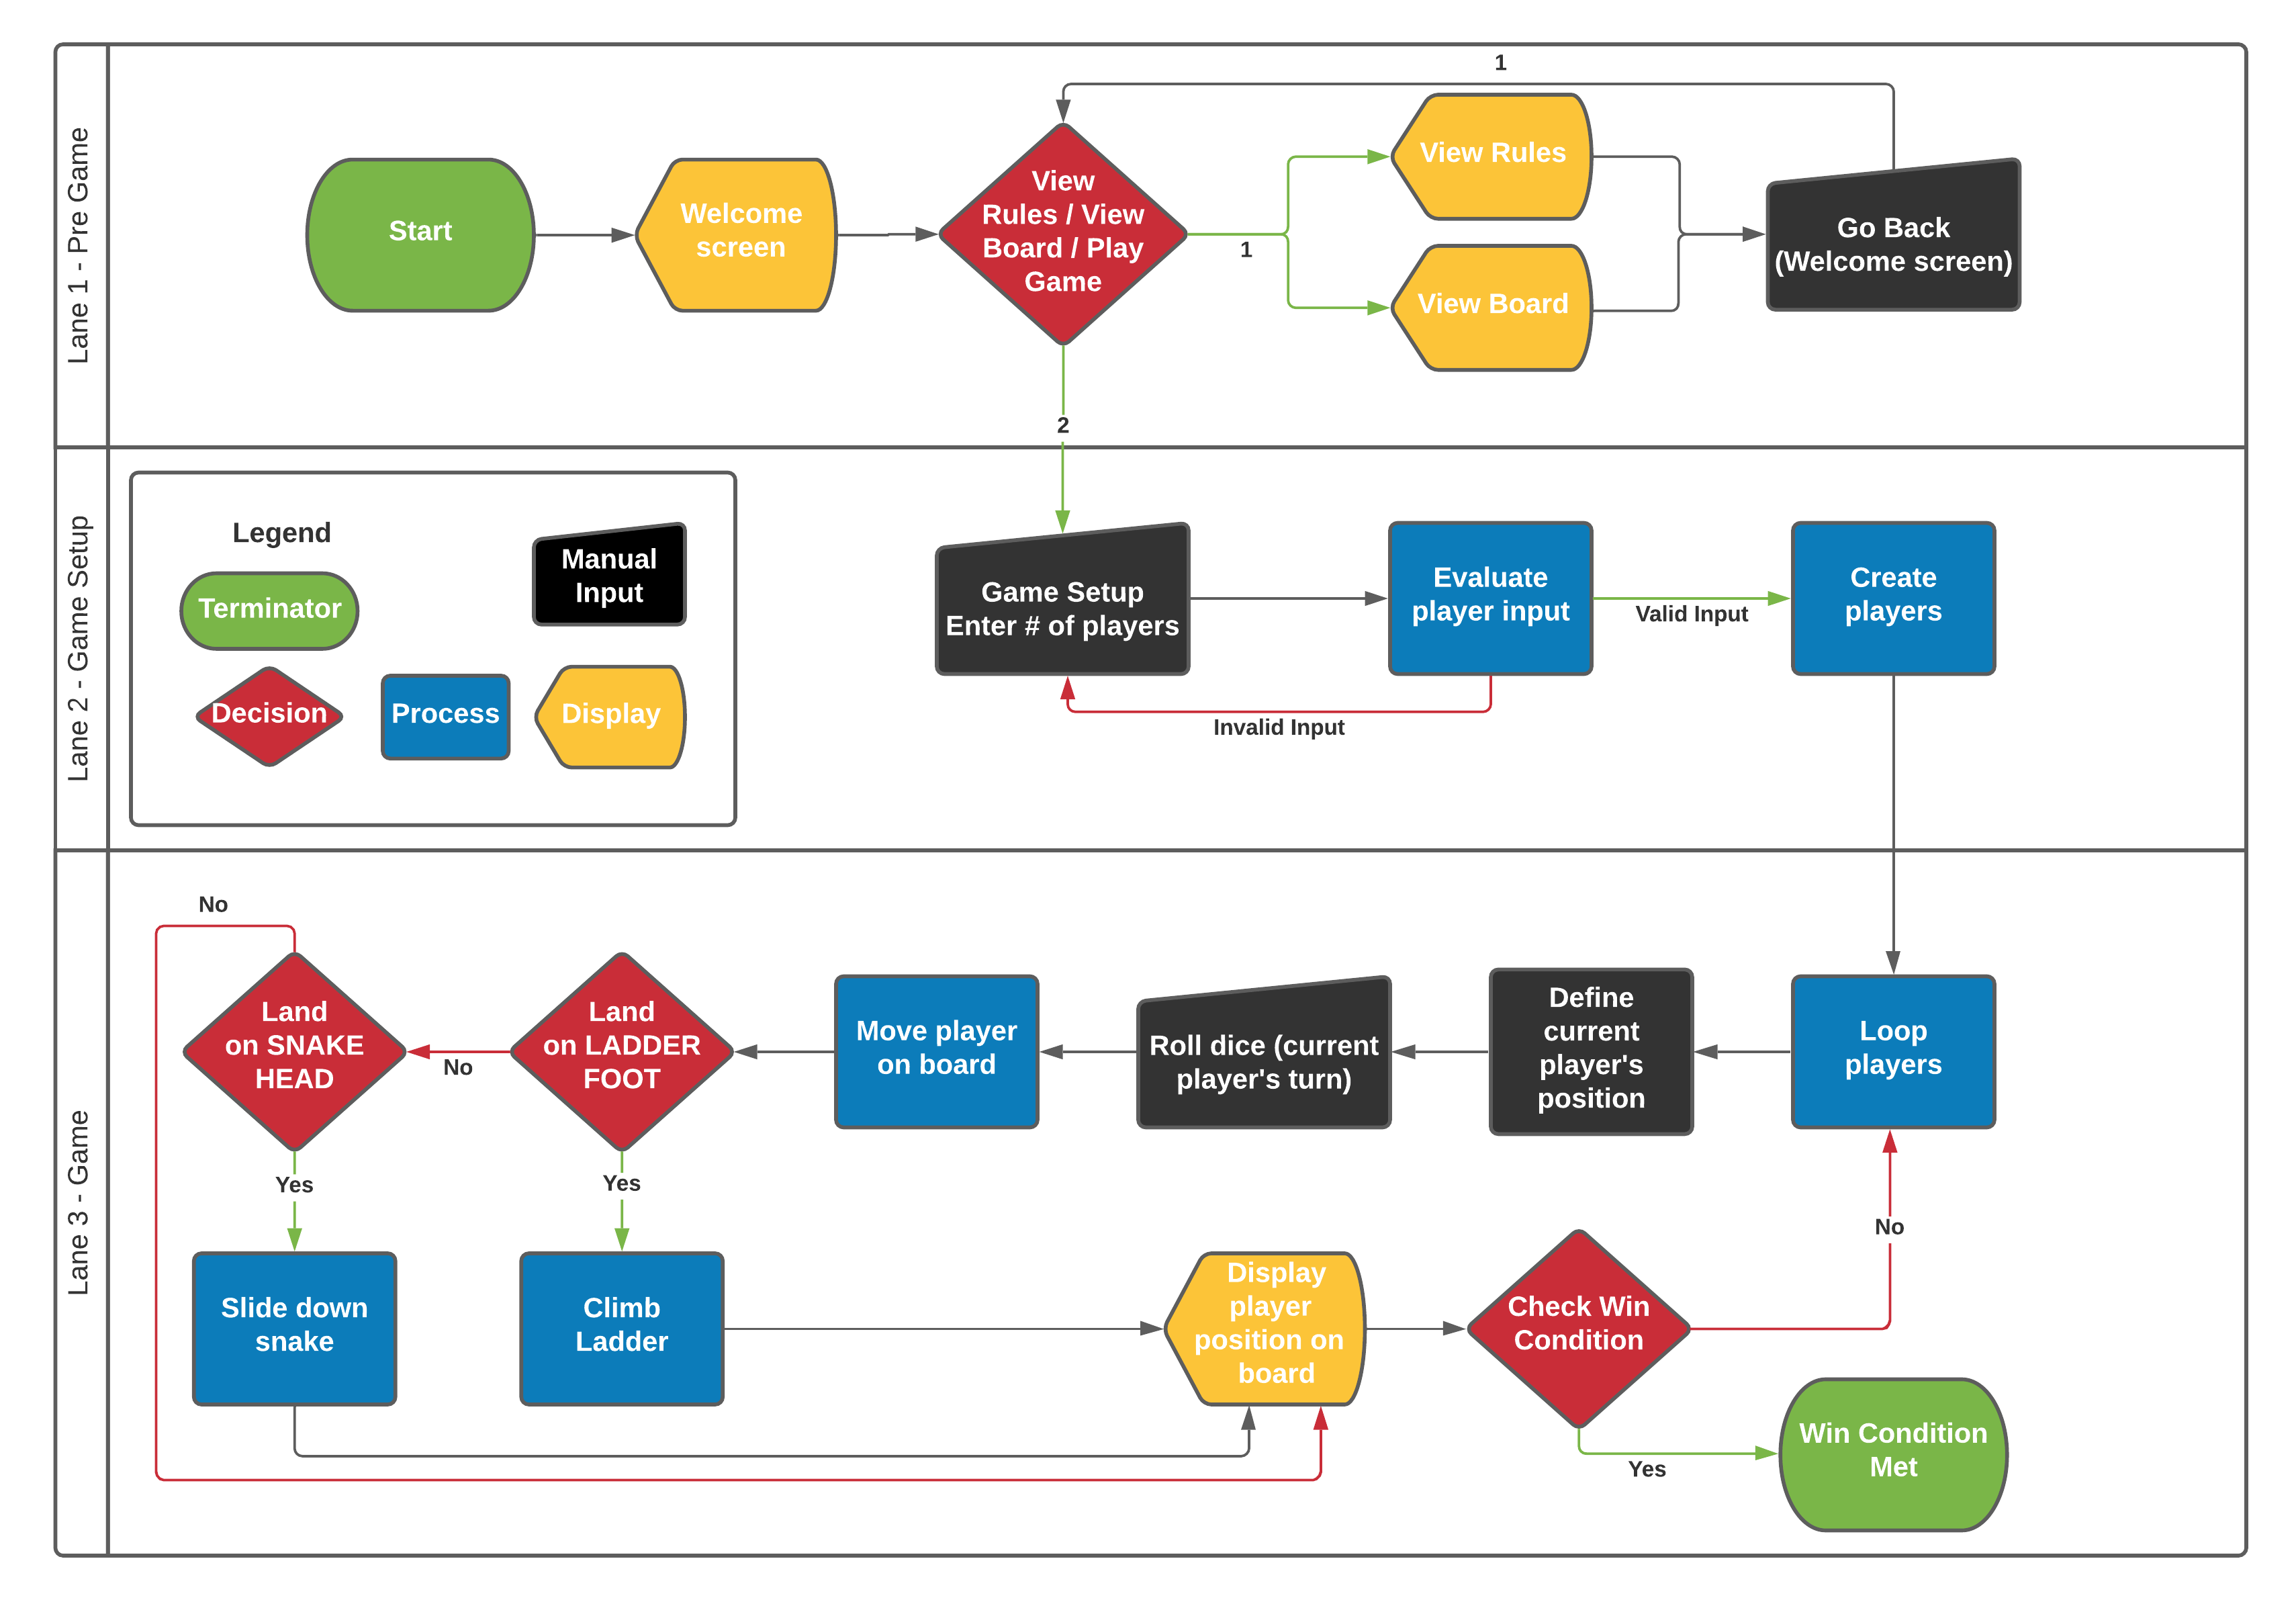 Lane 1 - Pre Game
1
Start
Welcome
screen
View
Rules / View
Board / Play
Game
1
View Rules
View Board
Go Back
(Welcome screen)
2
Lane 2 - Game Setup
Legend
Terminator
Manual
Input
Decision
Process
Display
Game Setup
Enter # of players
Evaluate
player input
Valid Input
Create
players
Invalid Input
Lane 3 - Game
No
Land
on SNAKE
HEAD
No
Land
on LADDER
FOOT
Move player
on board
Roll dice (current
player's turn)
Define
current
player's
position
Loop
players
Yes
Yes
No
Slide down
snake
Climb
Ladder
Display
player
position on
board
Check Win
Condition
Yes
Win Condition
Met